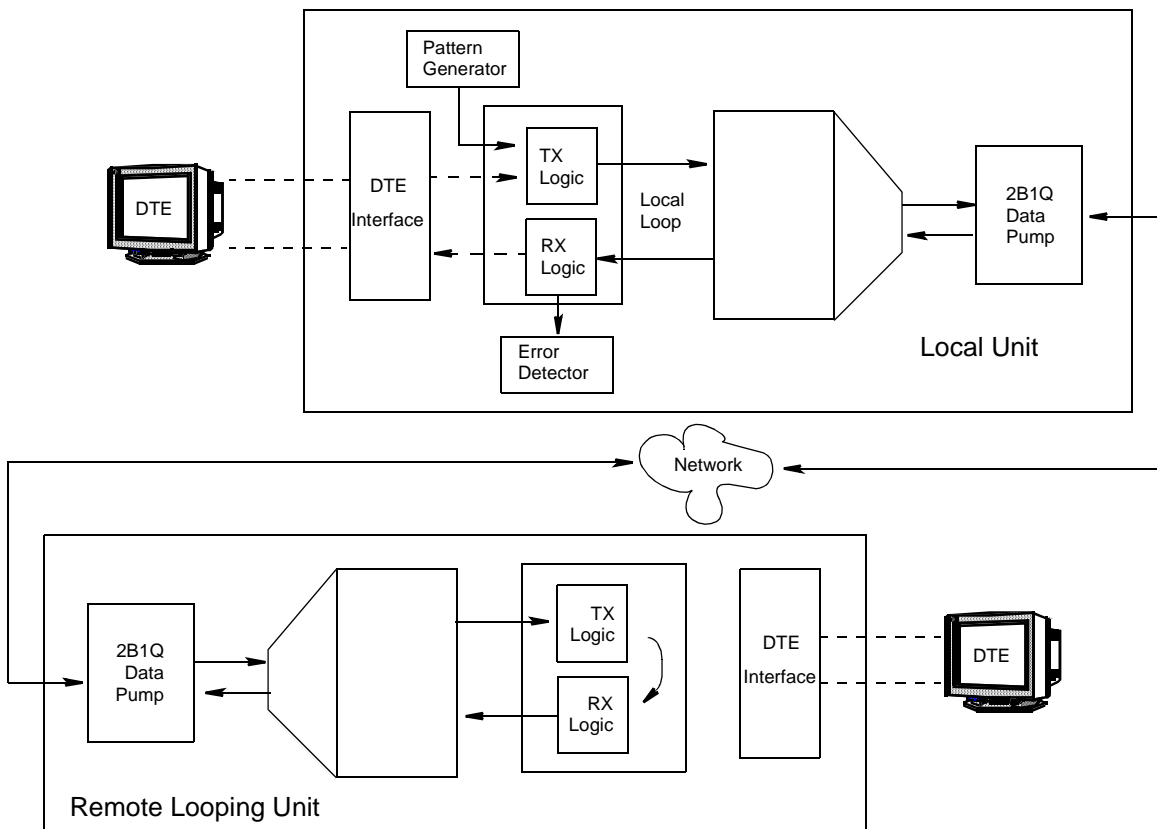 Pattern
Generator
TX
Logic
DTE
DTE
Interface
Local
Loop
RX
Logic
2B1Q
Data
Pump
Error
Detector
Local Unit
Network
TX
Logic
2B1Q
Data
Pump
DTE
Interface
DTE
RX
Logic
Remote Looping Unit